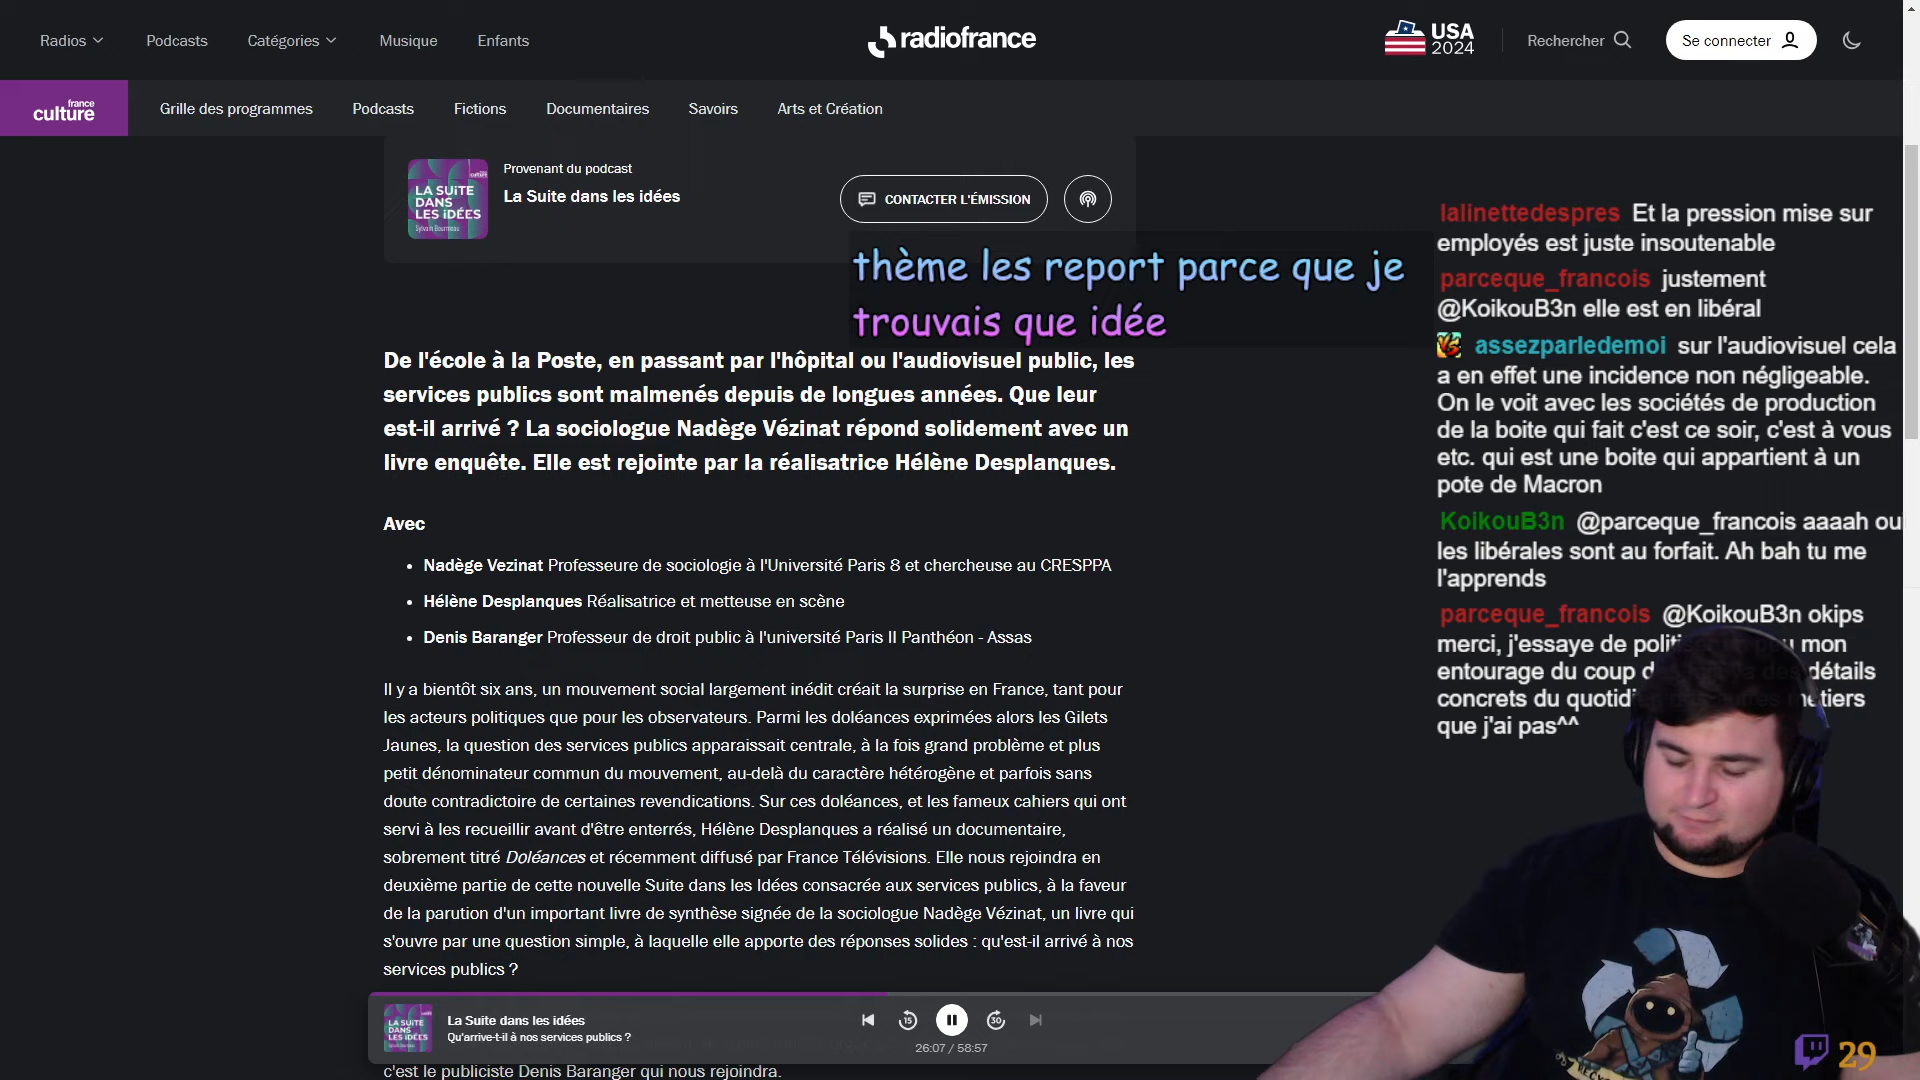 Radios
Podcasts
Catégories
Musique
Enfants
radiofrance
USA
2024
Rechercher
Se connecter
france
culture
Grille des programmes
Podcasts
Fictions
Documentaires
Savoirs
Arts et Création
LA SUITE
DANS
LES IDÉES
Provenant du podcast
La Suite dans les idées
CONTACTER L'ÉMISSION
thème les report parce que je
trouvais que idée
De l'école à la Poste, en passant par l'hôpital ou l'audiovisuel public, les
services publics sont malmenés depuis de longues années. Que leur
est-il arrivé ? La sociologue Nadège Vézinat répond solidement avec un
livre enquête. Elle est rejointe par la réalisatrice Hélène Desplanques.
Avec
Nadège Vezinat Professeure de sociologie à l'Université Paris 8 et chercheuse au CRESPPA
Hélène Desplanques Réalisatrice et metteuse en scène
Denis Baranger Professeur de droit public à l'université Paris II Panthéon - Assas
Il y a bientôt six ans, un mouvement social largement inédit créait la surprise en France, tant pour
les acteurs politiques que pour les observateurs. Parmi les doléances exprimées alors les Gilets
Jaunes, la question des services publics apparaissait centrale, à la fois grand problème et plus
petit dénominateur commun du mouvement, au-delà du caractère hétérogène et parfois sans
doute contradictoire de certaines revendications. Sur ces doléances, et les fameux cahiers qui ont
servi à les recueillir avant d'être enterrés, Hélène Desplanques a réalisé un documentaire,
sobrement titré Doléances et récemment diffusé par France Télévisions. Elle nous rejoindra en
deuxième partie de cette nouvelle Suite dans les Idées consacrée aux services publics, à la faveur
de la parution d'un important livre de synthèse signée de la sociologue Nadège Vézinat, un livre qui
s'ouvre par une question simple, à laquelle elle apporte des réponses solides : qu'est-il arrivé à nos
services publics ?
c'est le publiciste Denis Baranger qui nous rejoindra.
LA SUITE
DANS
LES IDÉES
La Suite dans les idées
Qu'arrive-t-il à nos services publics ?
15
30
26:07 / 58:57
lalinettedespres Et la pression mise sur
employés est juste insoutenable
parceque_francois justement
@KoikouB3n elle est en libéral
assezparledemoi sur l'audiovisuel cela
a en effet une incidence non négligeable.
On le voit avec les sociétés de production
de la boite qui fait c'est ce soir, c'est à vous
etc. qui est une boite qui appartient à un
pote de Macron
KoikouB3n @parceque_francois aaaah oui
les libérales sont au forfait. Ah bah tu me
l'apprends
parceque_francois @KoikouB3n okips
merci, j'essaye de mon
entourage du coup détails
concrets du
que j'ai pas^^
29